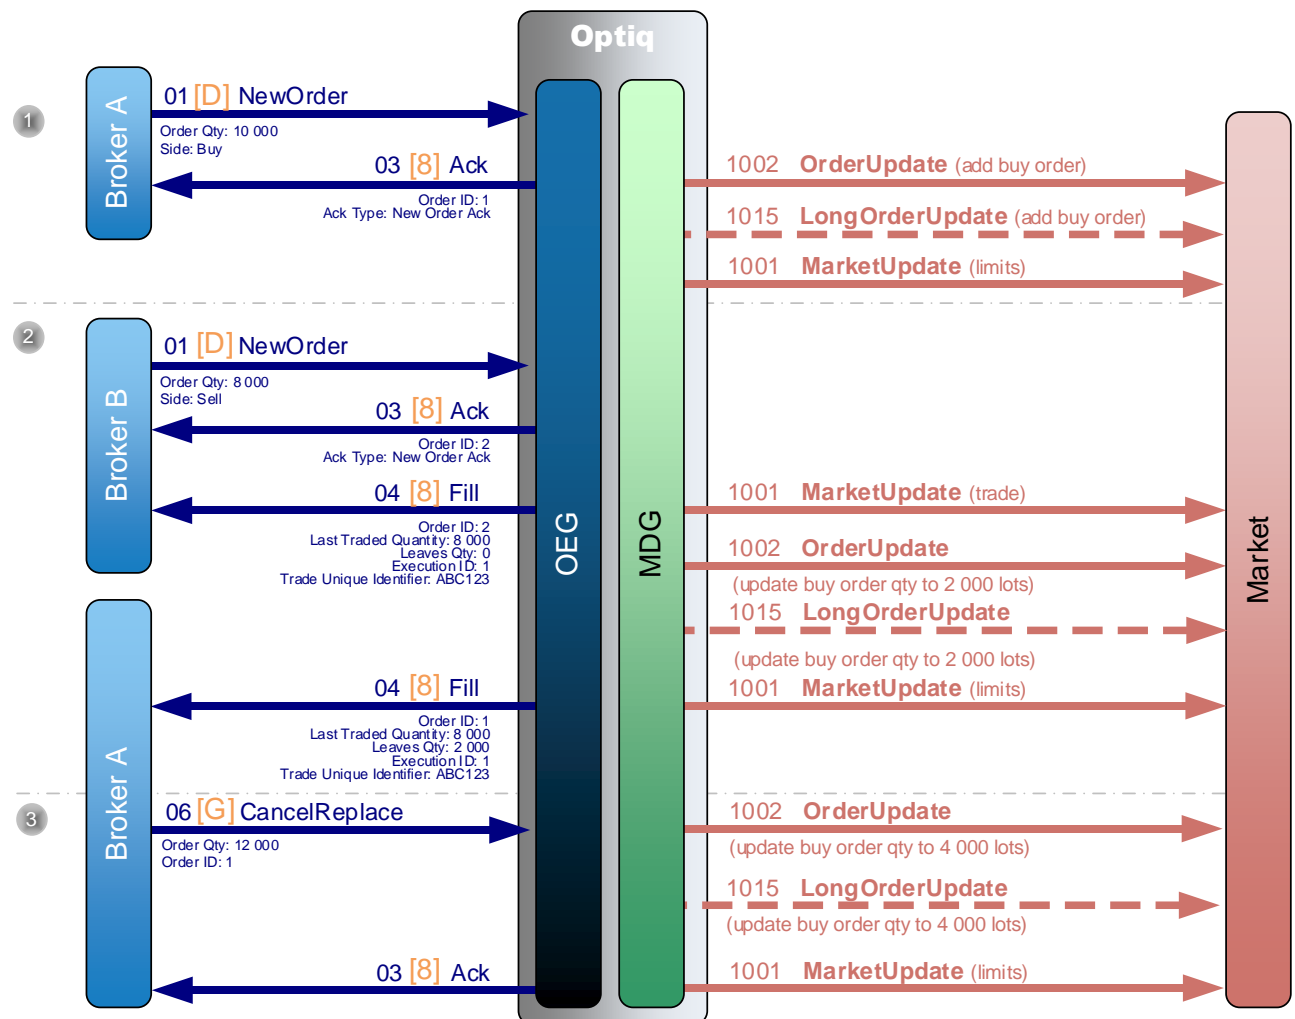 Optiq
1
Broker A
01 [D] NewOrder
Order Qty: 10 000
Side: Buy
03 [8] Ack
Order ID: 1
Ack Type: New Order Ack
1002 OrderUpdate (add buy order)
1015 LongOrderUpdate (add buy order)
1001 MarketUpdate (limits)
2
Broker B
01 [D] NewOrder
Order Qty: 8 000
Side: Sell
03 [8] Ack
Order ID: 2
Ack Type: New Order Ack
04 [8] Fill
Order ID: 2
Last Traded Quantity: 8 000
Leaves Qty: 0
Execution ID: 1
Trade Unique Identifier: ABC123
OEG
MDG
Market
1001 MarketUpdate (trade)
1002 OrderUpdate
(update buy order qty to 2 000 lots)
1015 LongOrderUpdate
(update buy order qty to 2 000 lots)
1001 MarketUpdate (limits)
Broker A
04 [8] Fill
Order ID: 1
Last Traded Quantity: 8 000
Leaves Qty: 2 000
Execution ID: 1
Trade Unique Identifier: ABC123
3
06 [G] CancelReplace
Order Qty: 12 000
Order ID: 1
1002 OrderUpdate
(update buy order qty to 4 000 lots)
1015 LongOrderUpdate
(update buy order qty to 4 000 lots)
03 [8] Ack
1001 MarketUpdate (limits)